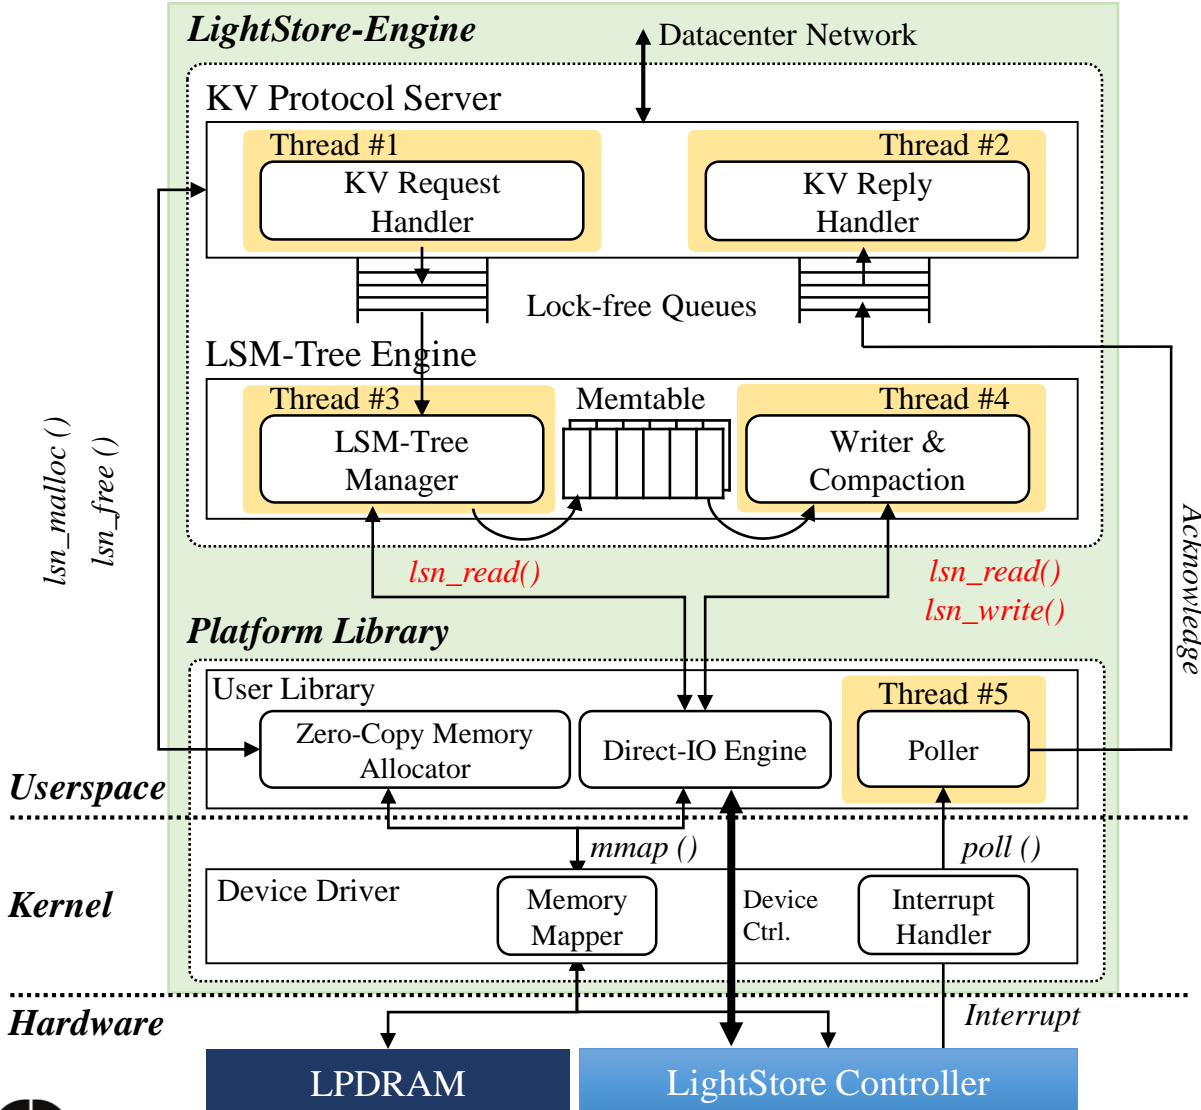 LightStore-Engine
Datacenter Network
KV Protocol Server
Thread #1
KV Request
Handler
Thread #2
KV Reply
Handler
Lock-free Queues
LSM-Tree Engine
Thread #3
LSM-Tree
Manager
Memtable
Thread #4
Writer &
Compaction
lsn_malloc ()
lsn_free ()
Acknowledge
lsn_read()
lsn_read()
lsn_write()
Platform Library
User Library
Zero-Copy Memory
Allocator
Direct-IO Engine
Thread #5
Poller
Userspace
mmap ()
poll ()
Kernel
Device Driver
Memory
Mapper
Device
Ctrl.
Interrupt
Handler
Hardware
Interrupt
LPDRAM
LightStore Controller